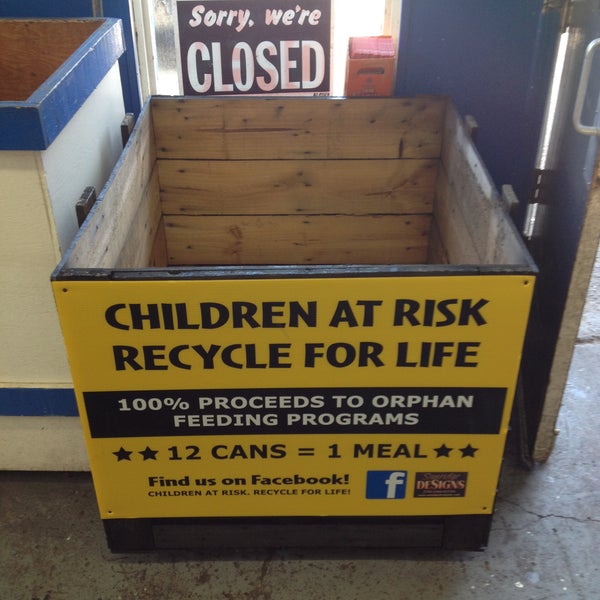 Sorry, we're
CLOSED
CHILDREN AT RISK
RECYCLE FOR LIFE
100% PROCEEDS TO ORPHAN
FEEDING PROGRAMS
★★ 12 CANS = 1 MEAL ★★
Find us on Facebook!
CHILDREN AT RISK. RECYCLE FOR LIFE!
f
DESIGNS